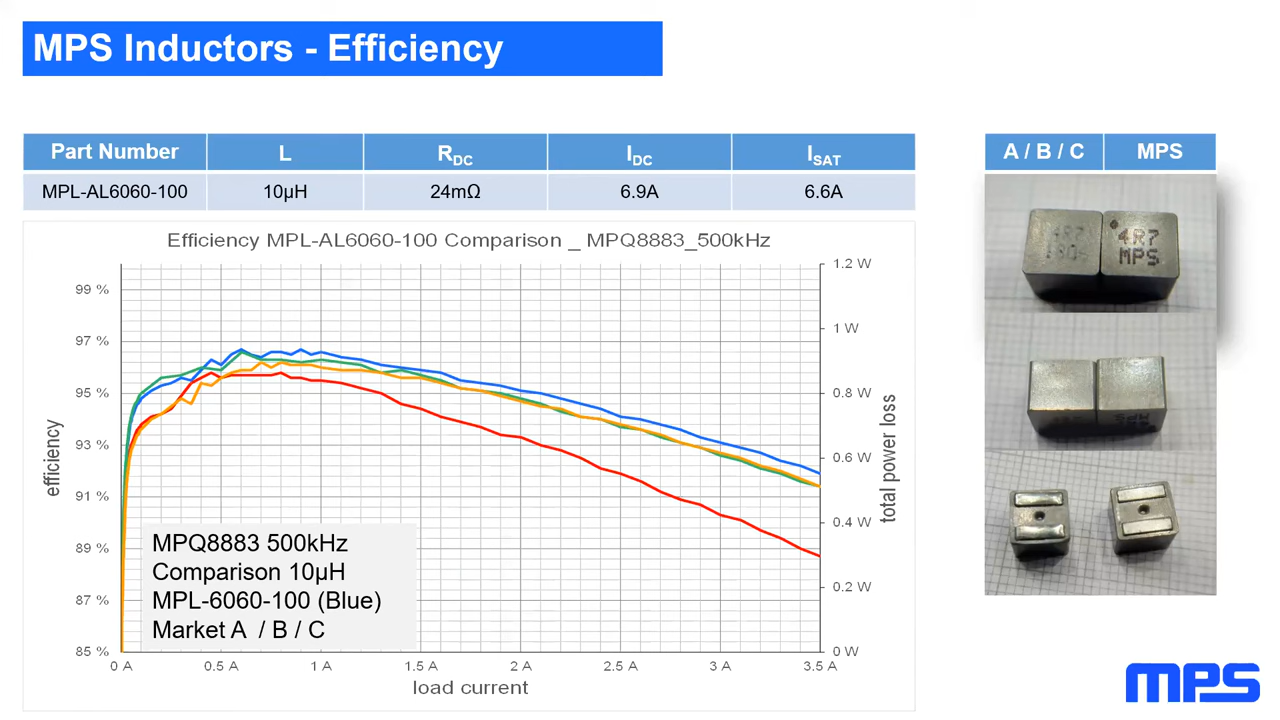 MPS Inductors - Efficiency
Part Number L RDC IDC ISAT
MPL-AL6060-100 10µH 24mΩ 6.9A 6.6A
A / B / C MPS
Efficiency MPL-AL6060-100 Comparison _ MPQ8883_500kHz
99 %
97 %
95 %
93 %
91 %
89 %
87 %
85 %
efficiency
1.2 W
1 W
0.8 W
0.6 W
0.4 W
0.2 W
0 W
total power loss
MPQ8883 500kHz
Comparison 10µH
MPL-6060-100 (Blue)
Market A / B / C
0 A 0.5 A 1 A 1.5 A 2 A 2.5 A 3 A 3.5 A
load current
4R7
4R7
MPS
MPS
MPS